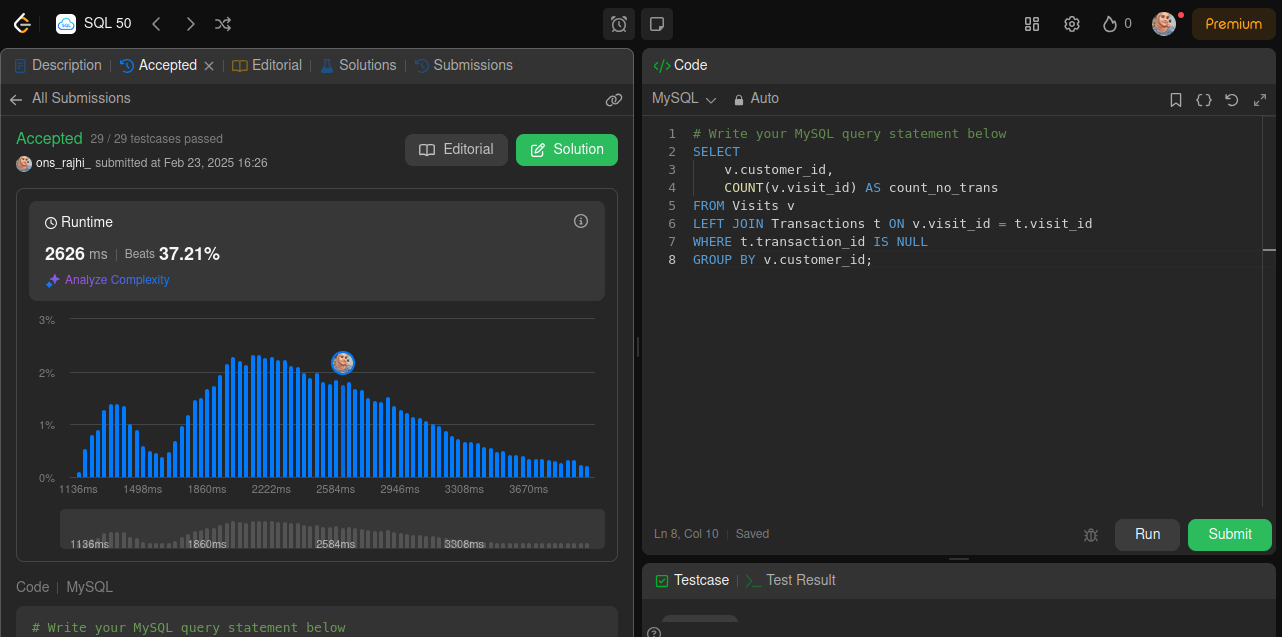 SQL 50
0
Premium
Description | Accepted | Editorial | Solutions | Submissions
All Submissions
Accepted 29 / 29 testcases passed
ons_rajhi_ submitted at Feb 23, 2025 16:26
Editorial
Solution
Runtime
2626 ms | Beats 37.21%
Analyze Complexity
3%
2%
1%
0%
1136ms 1498ms 1860ms 2222ms 2584ms 2946ms 3308ms 3670ms
1136ms 1860ms 2584ms 3308ms
Code | MySQL
# Write your MySQL query statement below
</> Code
MySQL Auto
1 # Write your MySQL query statement below
2 SELECT
3 v.customer_id,
4 COUNT(v.visit_id) AS count_no_trans
5 FROM Visits v
6 LEFT JOIN Transactions t ON v.visit_id = t.visit_id
7 WHERE t.transaction_id IS NULL
8 GROUP BY v.customer_id;
Ln 8, Col 10 | Saved
Run
Submit
Testcase | >_ Test Result